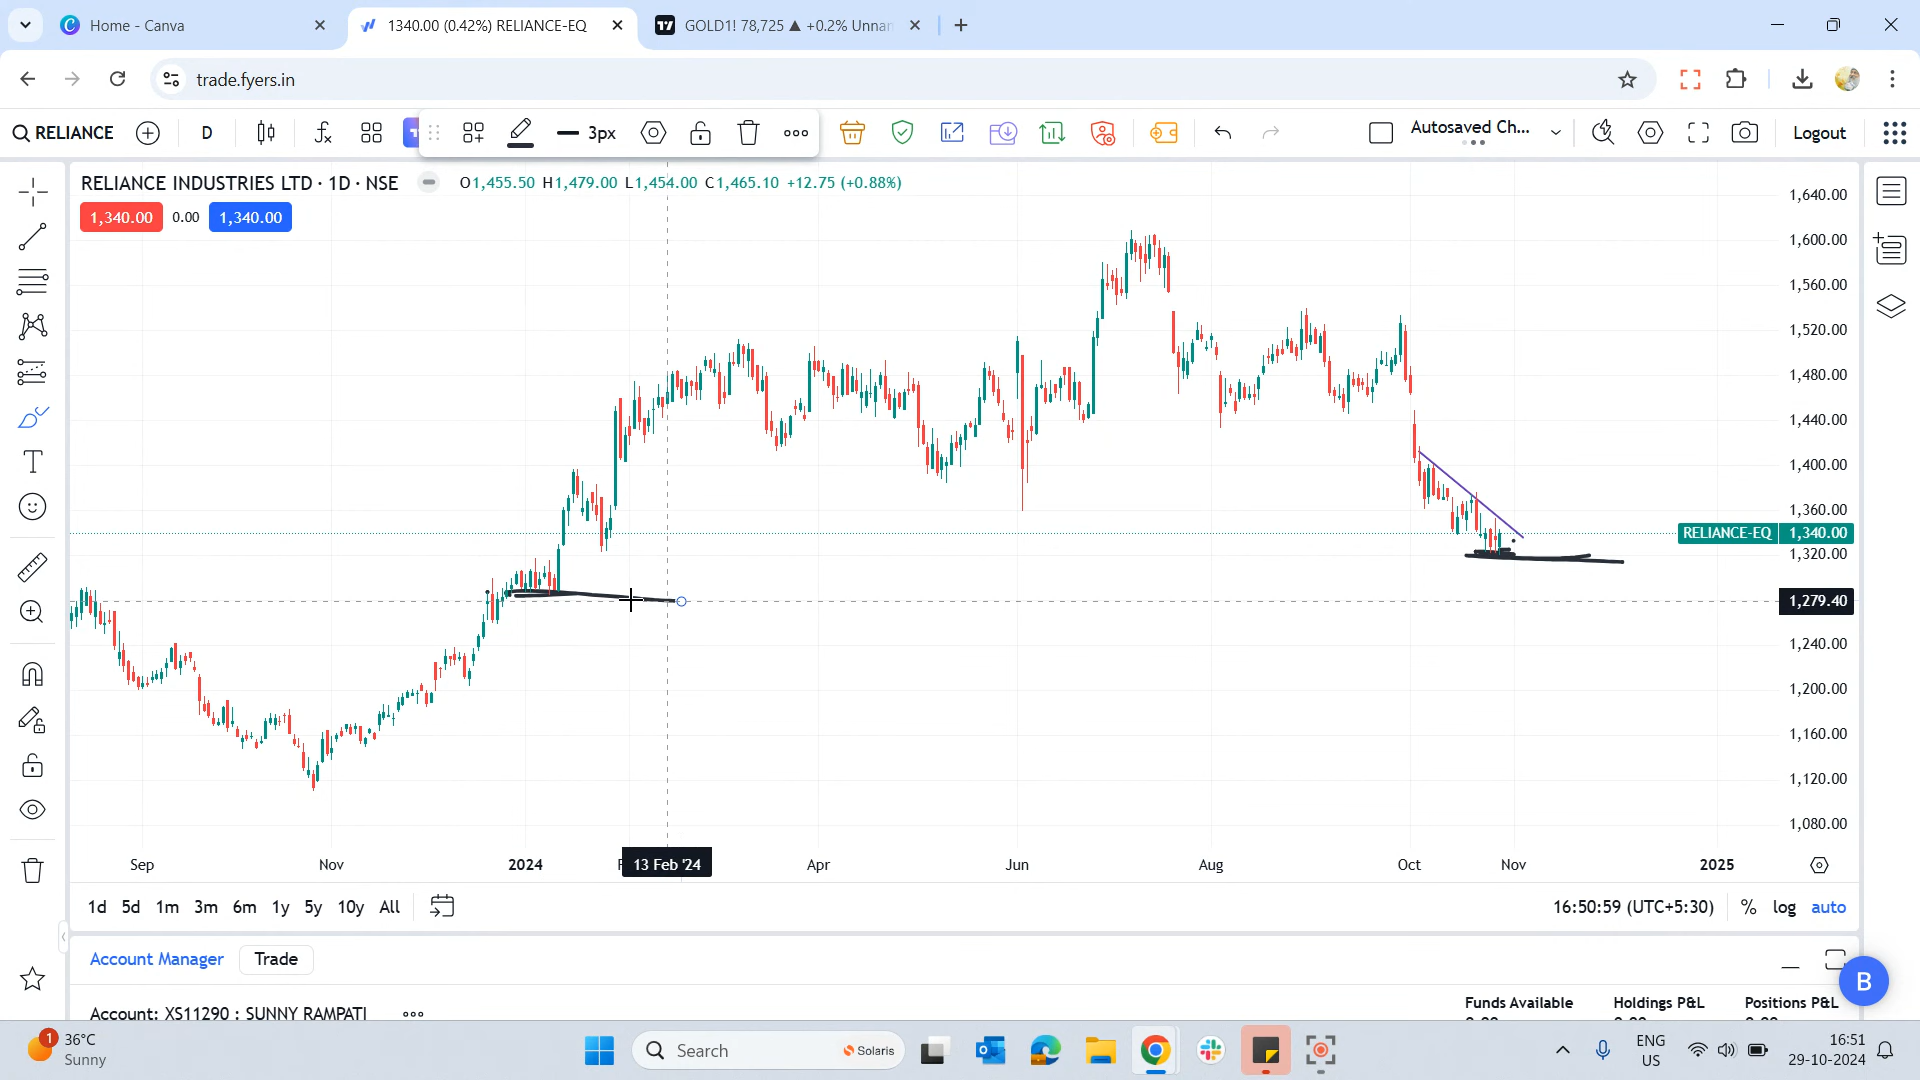 Home - Canva
1340.00 (0.42%) RELIANCE-EQ
GOLD1! 78,725 ▲ +0.2% Unnan
trade.fyers.in
RELIANCE
D
3px
Autosaved Ch...
Logout
RELIANCE INDUSTRIES LTD · 1D · NSE
O1,455.50 H1,479.00 L1,454.00 C1,465.10 +12.75 (+0.88%)
1,340.00
0.00
1,340.00
1,640.00
1,600.00
1,560.00
1,520.00
1,480.00
1,440.00
1,400.00
1,360.00
RELIANCE-EQ 1,340.00
1,320.00
1,279.40
1,240.00
1,200.00
1,160.00
1,120.00
1,080.00
Sep
Nov
2024
13 Feb '24
Apr
Jun
Aug
Oct
Nov
2025
1d 5d 1m 3m 6m 1y 5y 10y All
16:50:59 (UTC+5:30)
% log auto
Account Manager
Trade
Account: XS11290 : SUNNY RAMPATI
Funds Available
Holdings P&L
Positions P&L
B
1
36°C
Sunny
Search
Solaris
ENG
US
16:51
29-10-2024